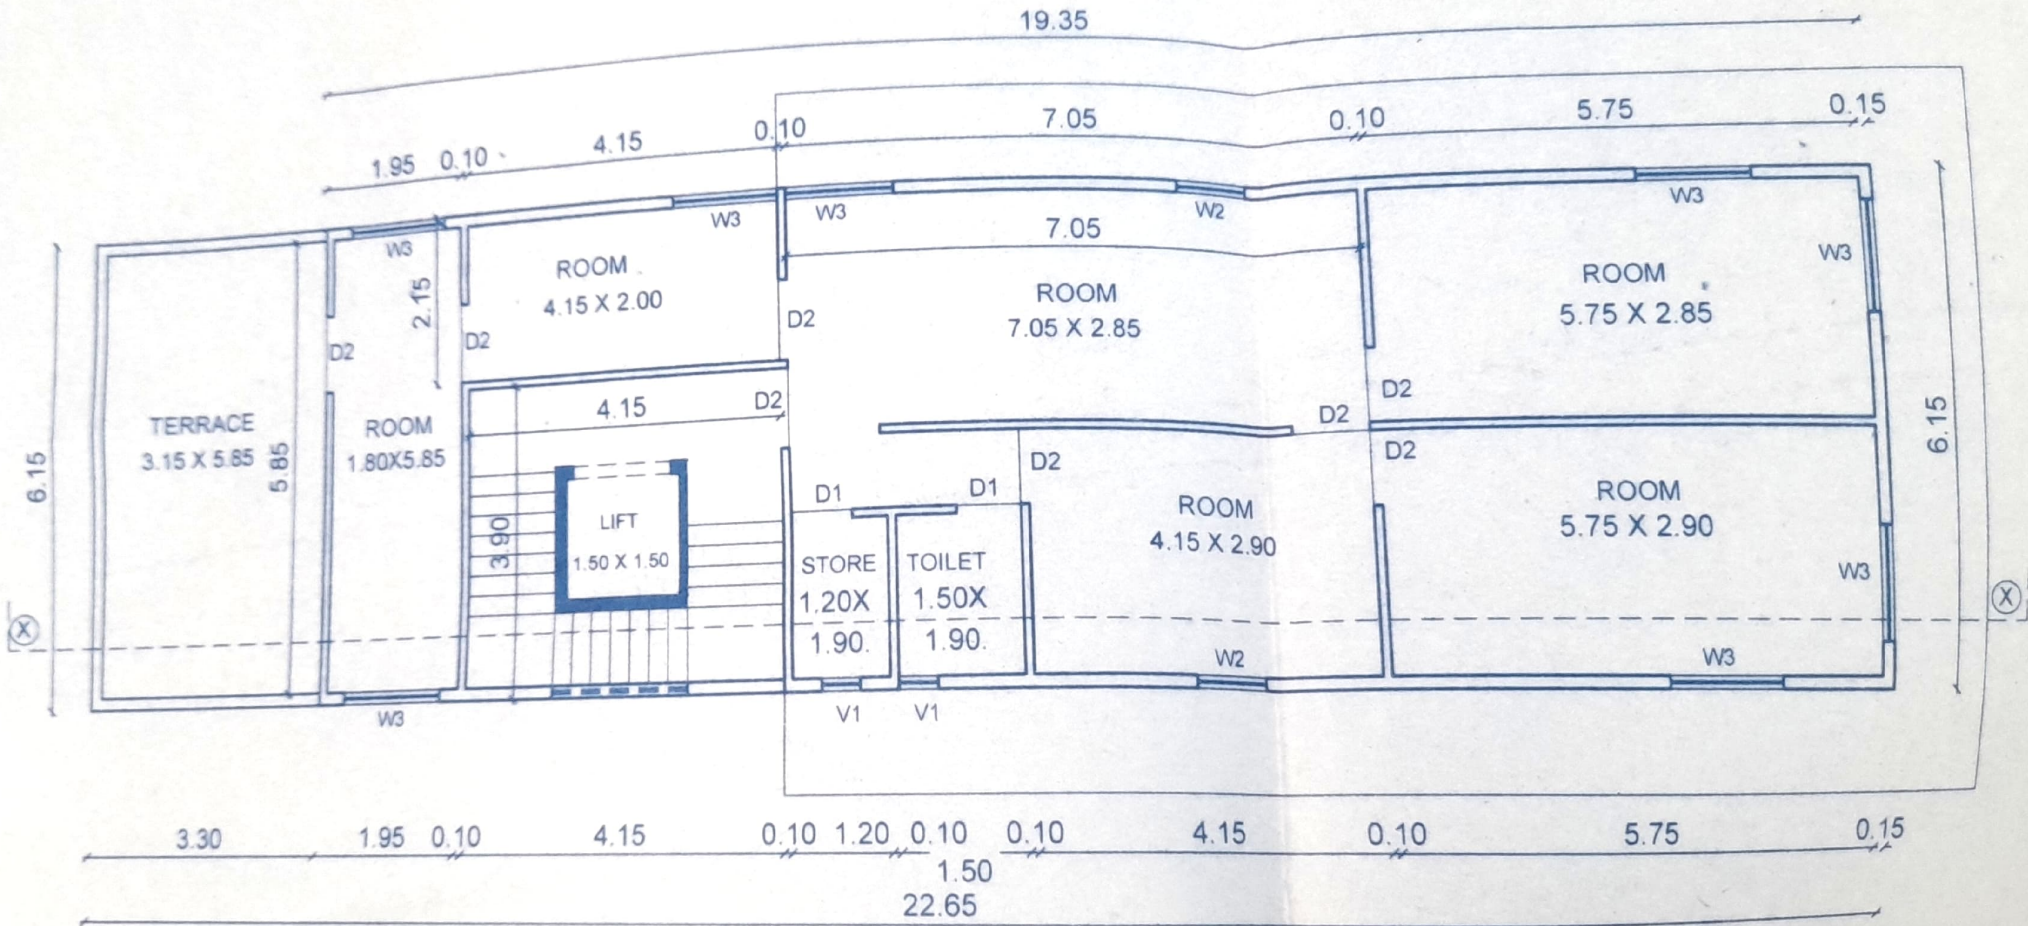 19.35
1.95 0.10 4.15 0.10 7.05 0.10 5.75 0.15
W3 W3 W3 W2 W3
W3
7.05
ROOM
4.15 X 2.00
ROOM
7.05 X 2.85
ROOM
5.75 X 2.85
2.15
D2 D2 D2
D2
D2 D2
4.15
TERRACE
3.15 X 5.85
5.85
6.15
ROOM
1.80X5.85
6.15
D2 D2
D1 D1
LIFT
1.50 X 1.50
3.90
ROOM
4.15 X 2.90
ROOM
5.75 X 2.90
STORE
1.20X
1.90.
TOILET
1.50X
1.90.
W3
X X
W2 W3
W3 V1 V1
3.30 1.95 0.10 4.15 0.10 1.20 0.10 0.10 4.15 0.10 5.75 0.15
1.50
22.65